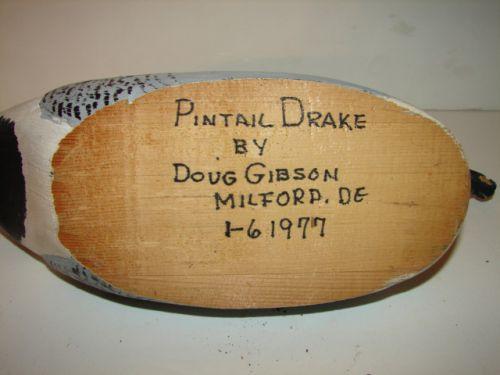 PINTAIL DRAKE
BY
DOUG GIBSON
MILFORD, DE
1-6 1977